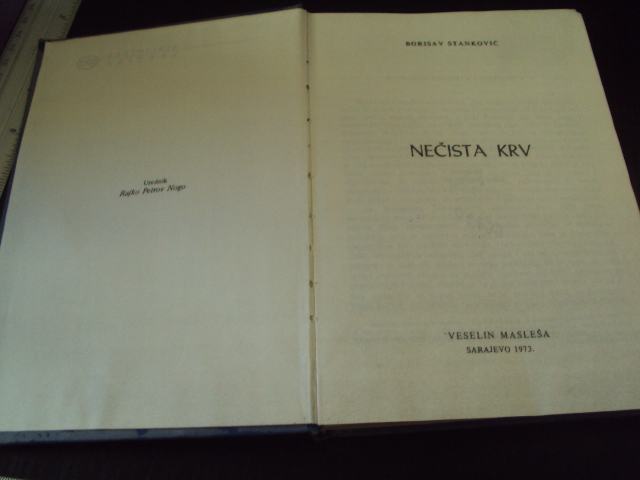 Urednik
Rajko Petrov Nogo
BORISAV STANKOVIĆ
NEČISTA KRV
VESELIN MASLEŠA
SARAJEVO 1973.